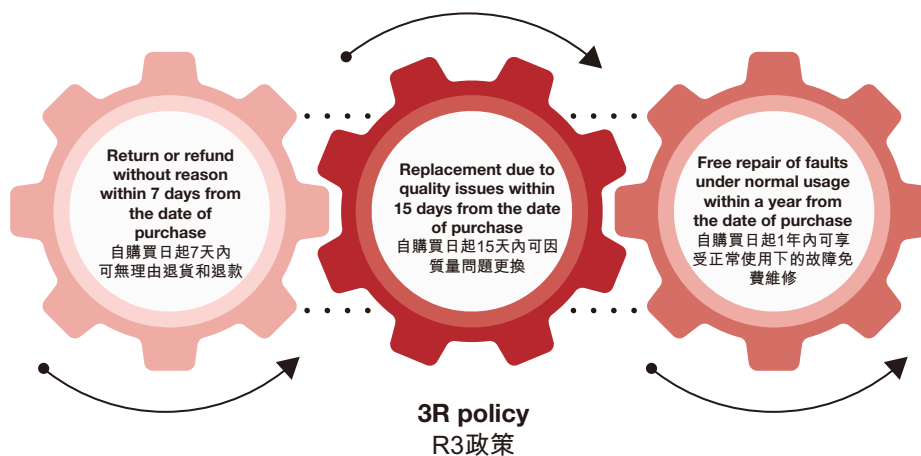 Return or refund
without reason
within 7 days from
the date of
purchase
自購買日起7天內
可無理由退貨和退款
Replacement due to
quality issues within
15 days from the date
of purchase
自購買日起15天內可因
質量問題更換
Free repair of faults
under normal usage
within a year from
the date of purchase
自購買日起1年內可享
受正常使用下的故障免
費維修
3R policy
R3政策